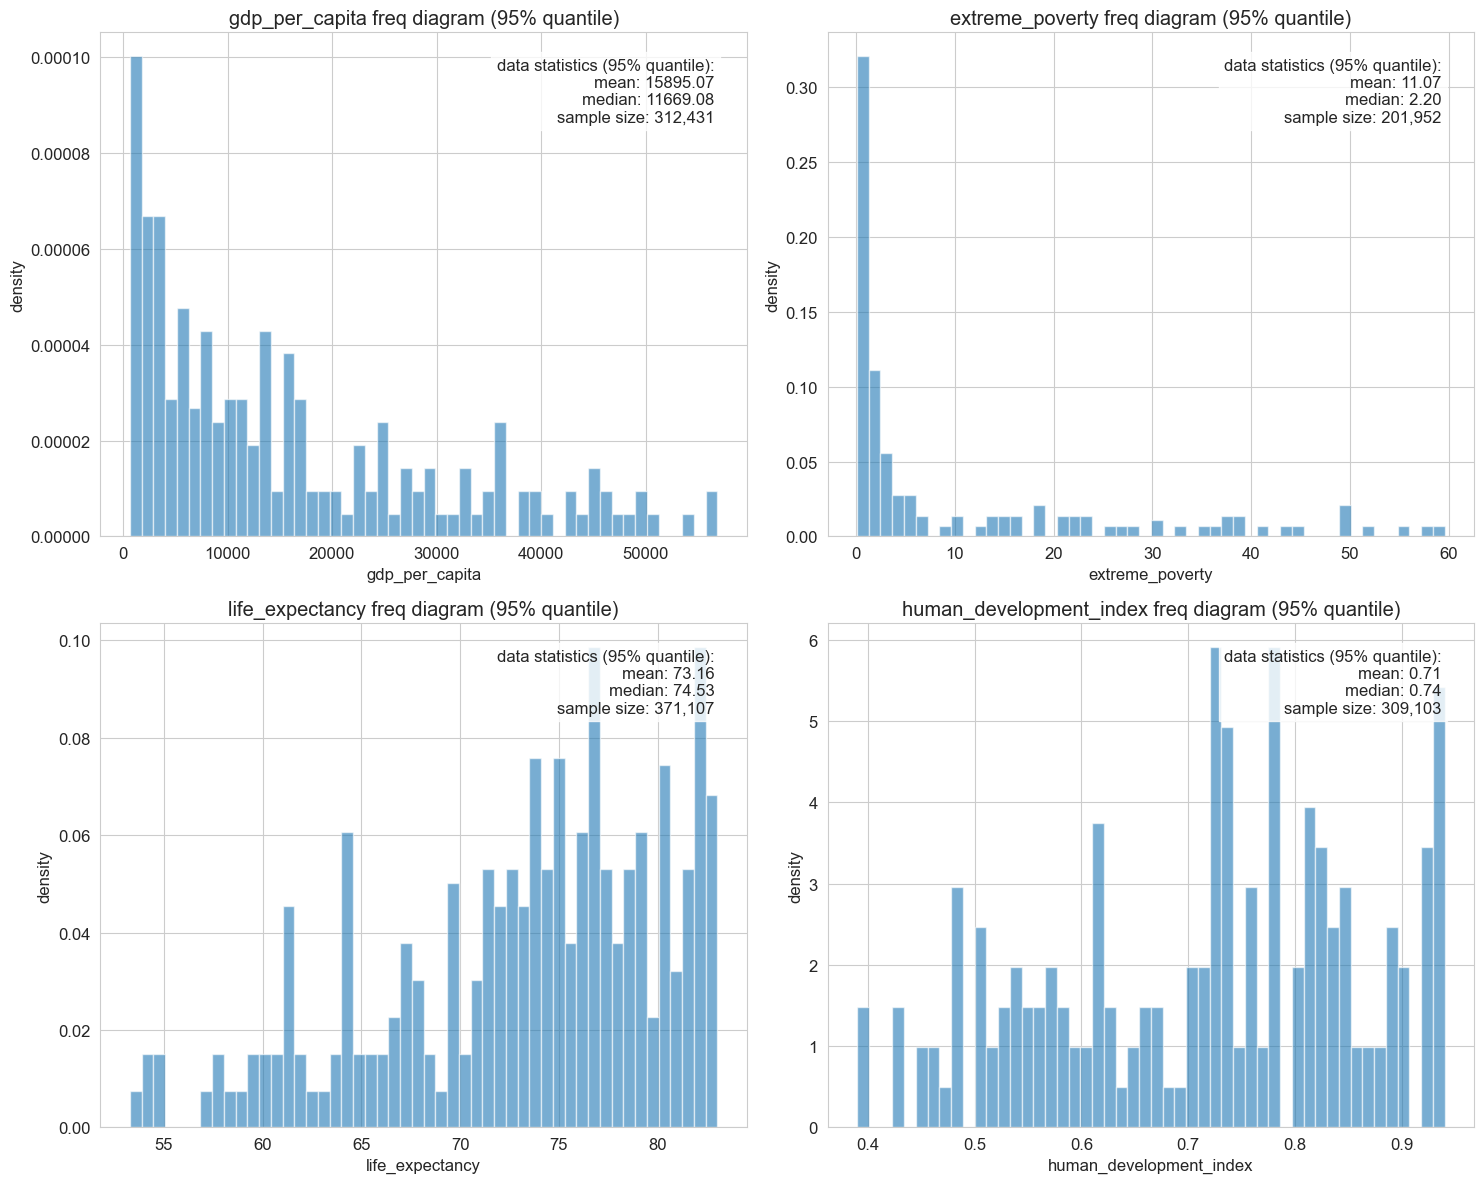 gdp_per_capita freq diagram (95% quantile)
data statistics (95% quantile):
mean: 15895.07
median: 11669.08
sample size: 312,431
0.00010
0.00008
0.00006
0.00004
0.00002
0.00000
density
0
10000
20000
30000
40000
50000
gdp_per_capita
extreme_poverty freq diagram (95% quantile)
data statistics (95% quantile):
mean: 11.07
median: 2.20
sample size: 201,952
0.30
0.25
0.20
0.15
0.10
0.05
0.00
density
0
10
20
30
40
50
60
extreme_poverty
life_expectancy freq diagram (95% quantile)
data statistics (95% quantile):
mean: 73.16
median: 74.53
sample size: 371,107
0.10
0.08
0.06
0.04
0.02
0.00
density
55
60
65
70
75
80
life_expectancy
human_development_index freq diagram (95% quantile)
data statistics (95% quantile):
mean: 0.71
median: 0.74
sample size: 309,103
6
5
4
3
2
1
0
density
0.4
0.5
0.6
0.7
0.8
0.9
human_development_index